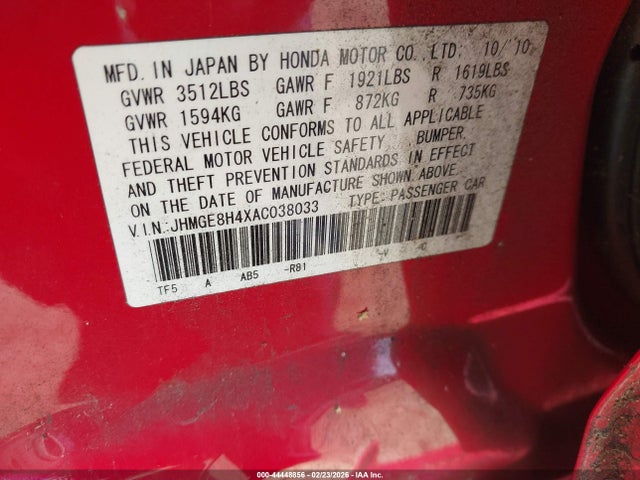 MFD. IN JAPAN BY HONDA MOTOR CO., LTD. 10/10
GVWR 3512LBS GAWR F 1921LBS R 1619LBS
GVWR 1594KG GAWR F 872KG R 735KG
THIS VEHICLE CONFORMS TO ALL APPLICABLE
FEDERAL MOTOR VEHICLE SAFETY, BUMPER,
AND THEFT PREVENTION STANDARDS IN EFFECT
ON THE DATE OF MANUFACTURE SHOWN ABOVE.
V.I.N.: JHMGE8H4XAC038033 TYPE: PASSENGER CAR
TF5 A AB5 -R81
000-44448856 - 02/23/2026 - IAAI.com